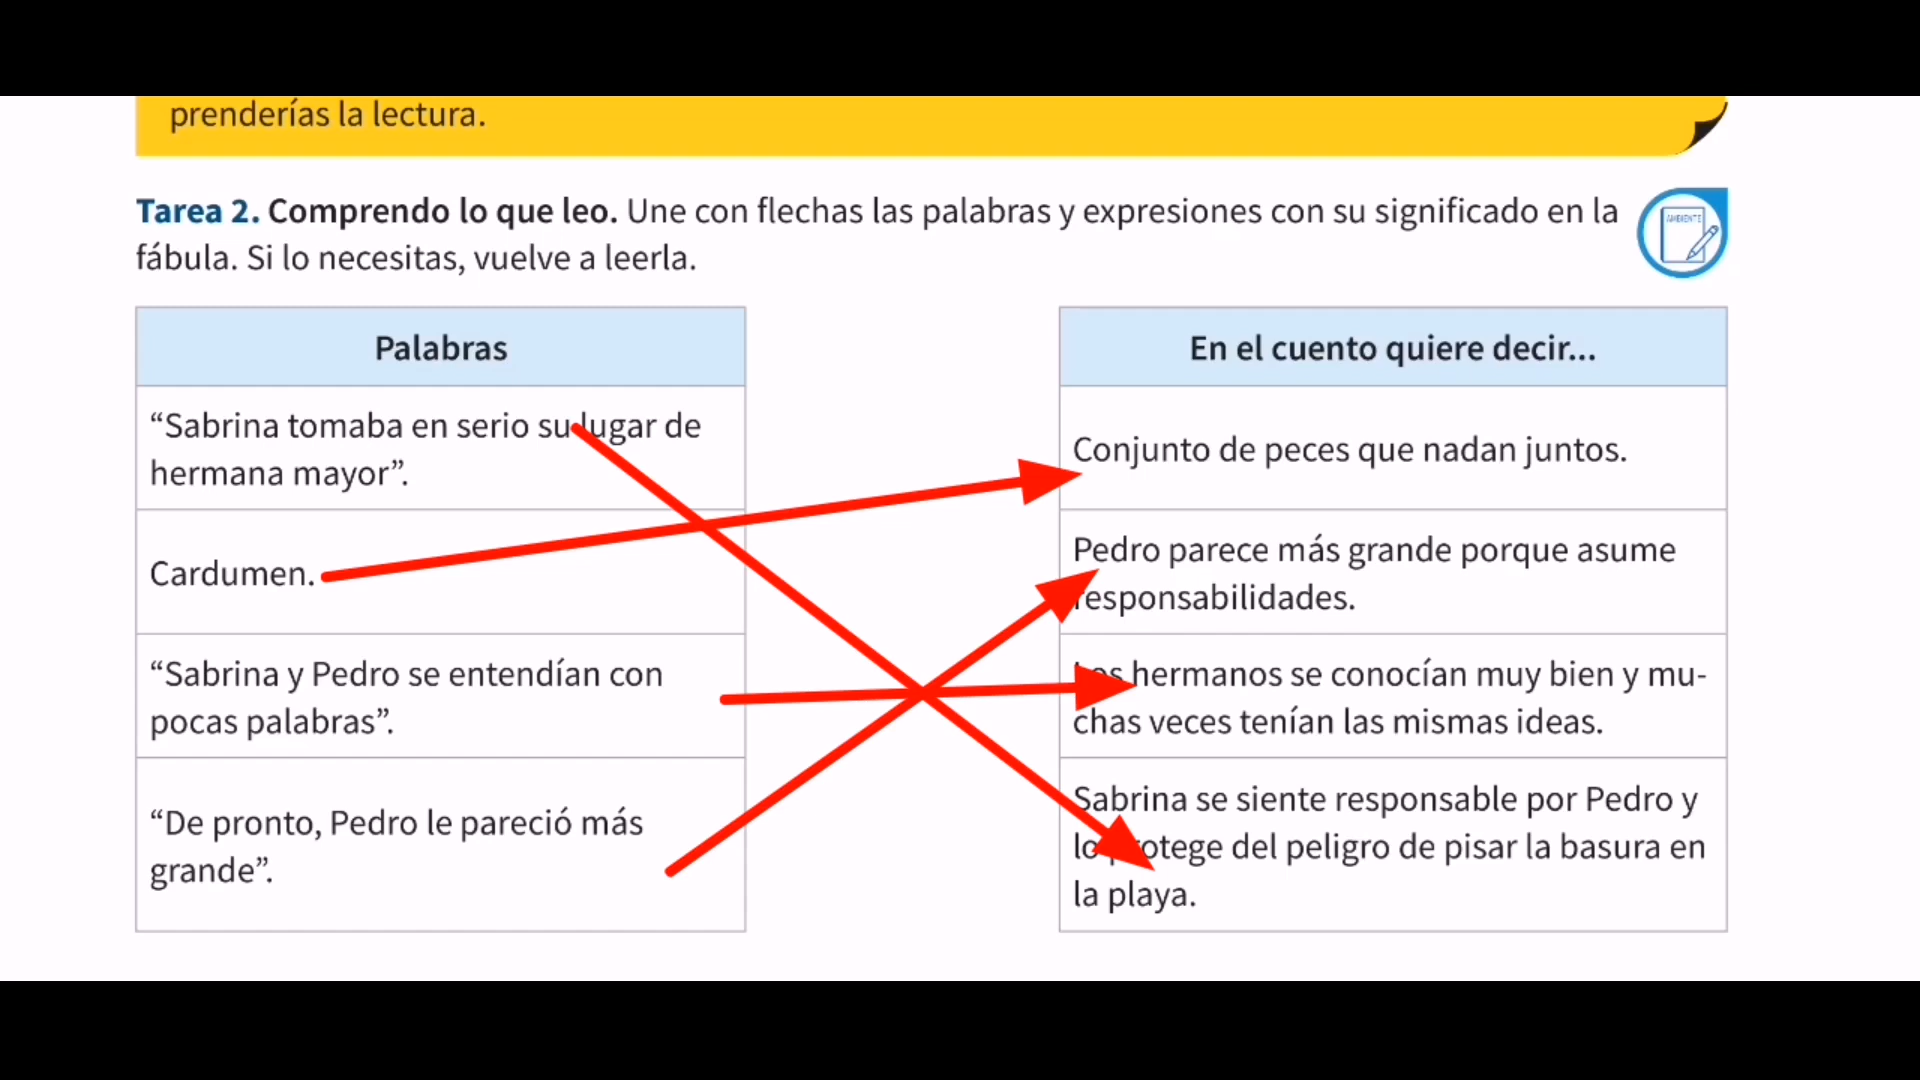 prenderías la lectura.
Tarea 2. Comprendo lo que leo. Une con flechas las palabras y expresiones con su significado en la
fábula. Si lo necesitas, vuelve a leerla.
AMBIENTE
Palabras
“Sabrina tomaba en serio su lugar de
hermana mayor”.
Cardumen.
“Sabrina y Pedro se entendían con
pocas palabras”.
“De pronto, Pedro le pareció más
grande”.
En el cuento quiere decir...
Conjunto de peces que nadan juntos.
Pedro parece más grande porque asume
responsabilidades.
Los hermanos se conocían muy bien y mu-
chas veces tenían las mismas ideas.
Sabrina se siente responsable por Pedro y
lo protege del peligro de pisar la basura en
la playa.